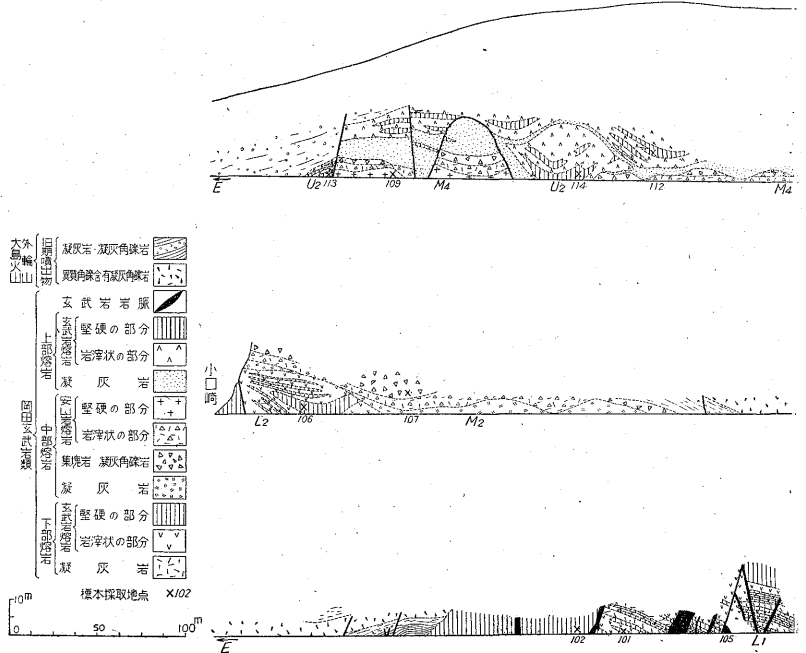 E U2 113 109 M4 U2 114 112 M4
大島火山
外輪山
旧期噴出物
凝灰岩・凝灰角礫岩
異質角礫含有凝灰角礫岩
岡田玄武岩類
玄武岩岩脈
上部熔岩
玄武岩熔岩
堅硬の部分
岩滓状の部分
凝灰岩
中部熔岩
安山岩熔岩
堅硬の部分
岩滓状の部分
集塊岩 凝灰角礫岩
凝灰岩
下部熔岩
玄武岩熔岩
堅硬の部分
岩滓状の部分
凝灰岩
標本採取地点 ×102
10m
0 50 100m
小口崎
L2 106 107 M2
E 102 101 105 L1